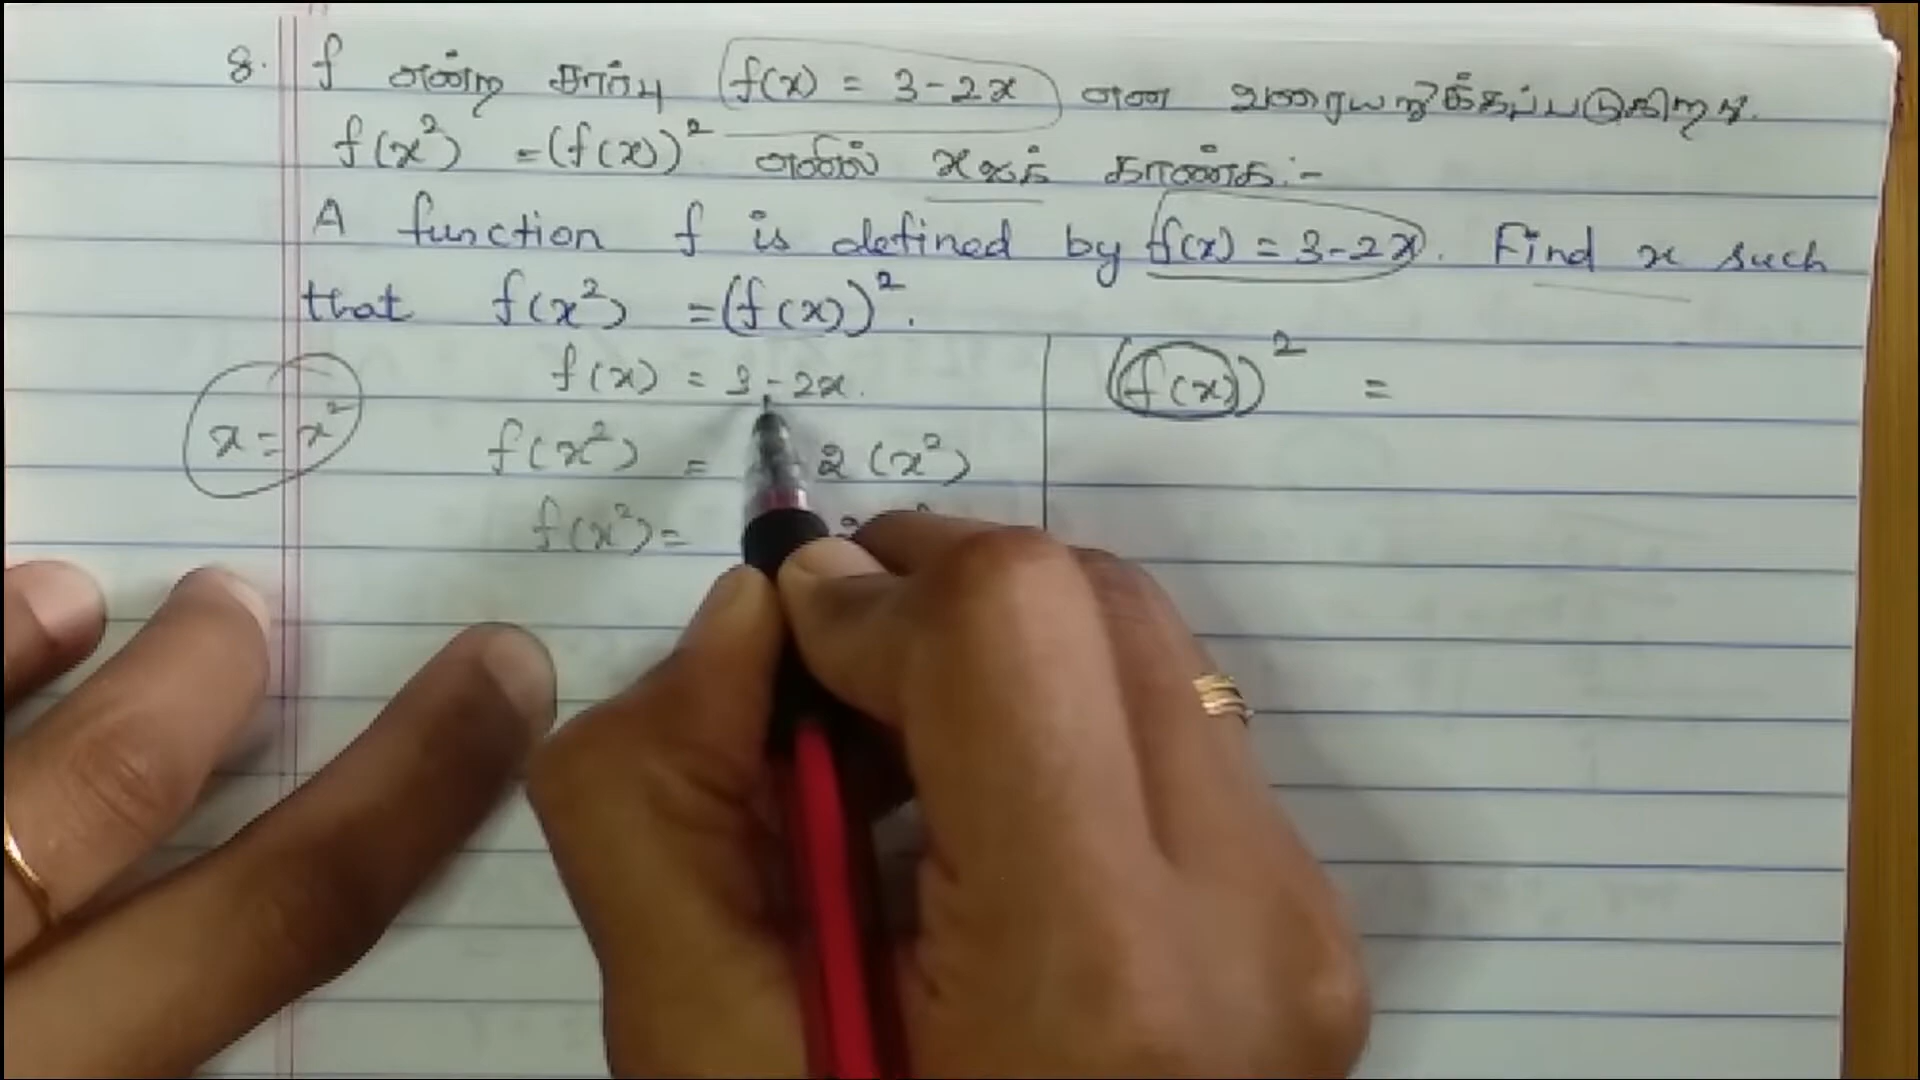 8. f என்ற சார்பு f(x) = 3-2x என வரையறுக்கப்படுகிறது.
f(x²) = (f(x))² எனில் x ஐக் காண்க:-
A function f is defined by f(x) = 3-2x. Find x such
that f(x²) = (f(x))².
f(x) = 3-2x.
(f(x))² =
x = x²
f(x²) = 2(x²)
f(x²) =